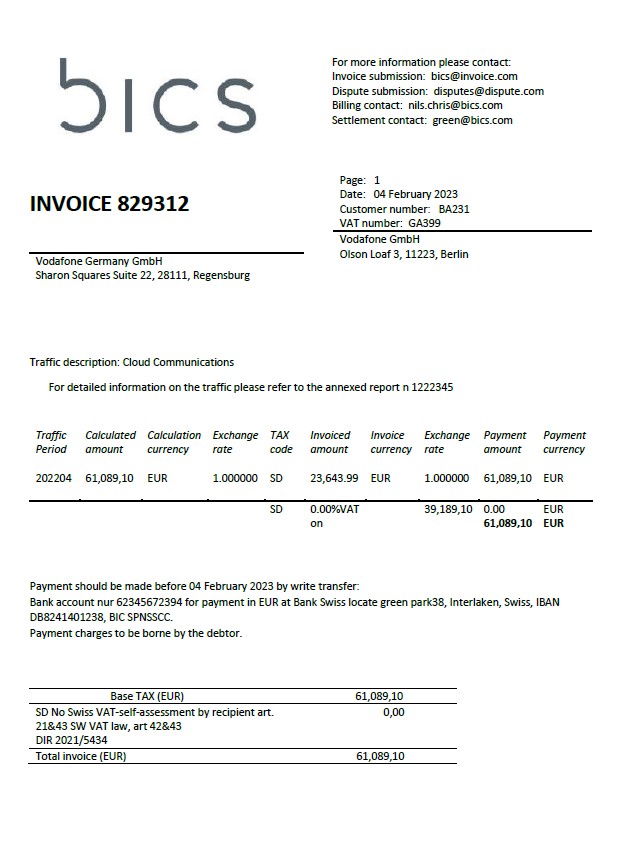 bics
For more information please contact:
Invoice submission: bics@invoice.com
Dispute submission: disputes@dispute.com
Billing contact: nils.chris@bics.com
Settlement contact: green@bics.com
Page: 1
Date: 04 February 2023
Customer number: BA231
VAT number: GA399
INVOICE 829312
Vodafone GmbH
Olson Loaf 3, 11223, Berlin
Vodafone Germany GmbH
Sharon Squares Suite 22, 28111, Regensburg
Traffic description: Cloud Communications
For detailed information on the traffic please refer to the annexed report n 1222345
Traffic Calculated Calculation Exchange TAX Invoiced Invoice Exchange Payment Payment
Period amount currency rate code amount currency rate amount currency
202204 61,089,10 EUR 1.000000 SD 23,643.99 EUR 1.000000 61,089,10 EUR
SD 0.00%VAT 39,189,10 0.00 EUR
on 61,089,10 EUR
Payment should be made before 04 February 2023 by write transfer:
Bank account nur 62345672394 for payment in EUR at Bank Swiss locate green park38, Interlaken, Swiss, IBAN
DB8241401238, BIC SPNSSCC.
Payment charges to be borne by the debtor.
Base TAX (EUR) 61,089,10
SD No Swiss VAT-self-assessment by recipient art. 0,00
21&43 SW VAT law, art 42&43
DIR 2021/5434
Total invoice (EUR) 61,089,10